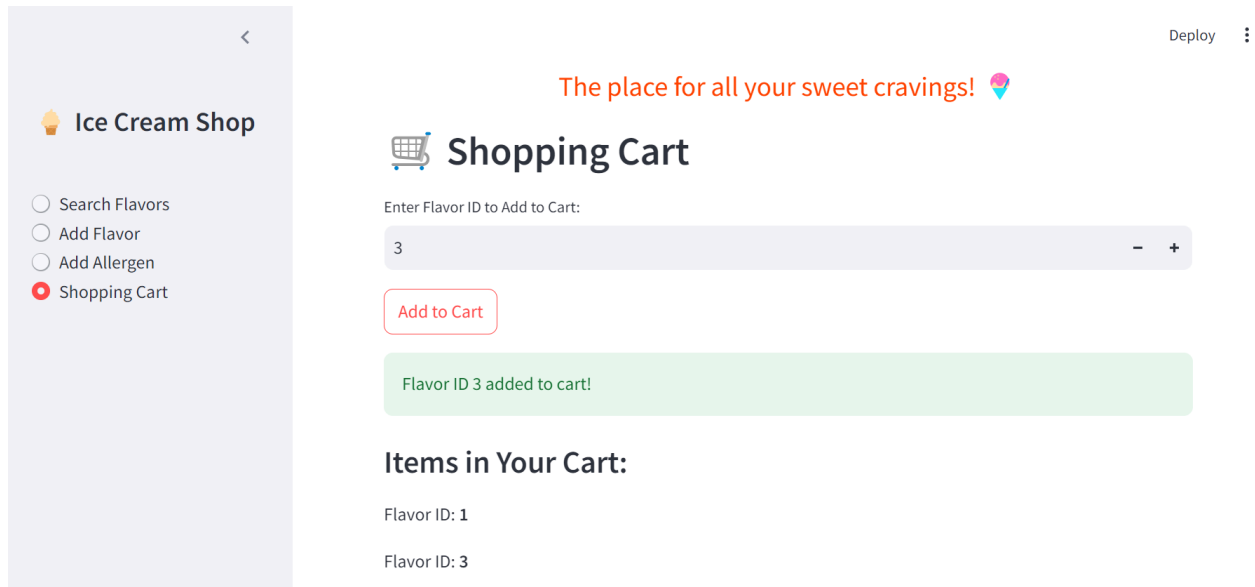 Deploy
Ice Cream Shop
Search Flavors
Add Flavor
Add Allergen
Shopping Cart
The place for all your sweet cravings!
Shopping Cart
Enter Flavor ID to Add to Cart:
3
Add to Cart
Flavor ID 3 added to cart!
Items in Your Cart:
Flavor ID: 1
Flavor ID: 3